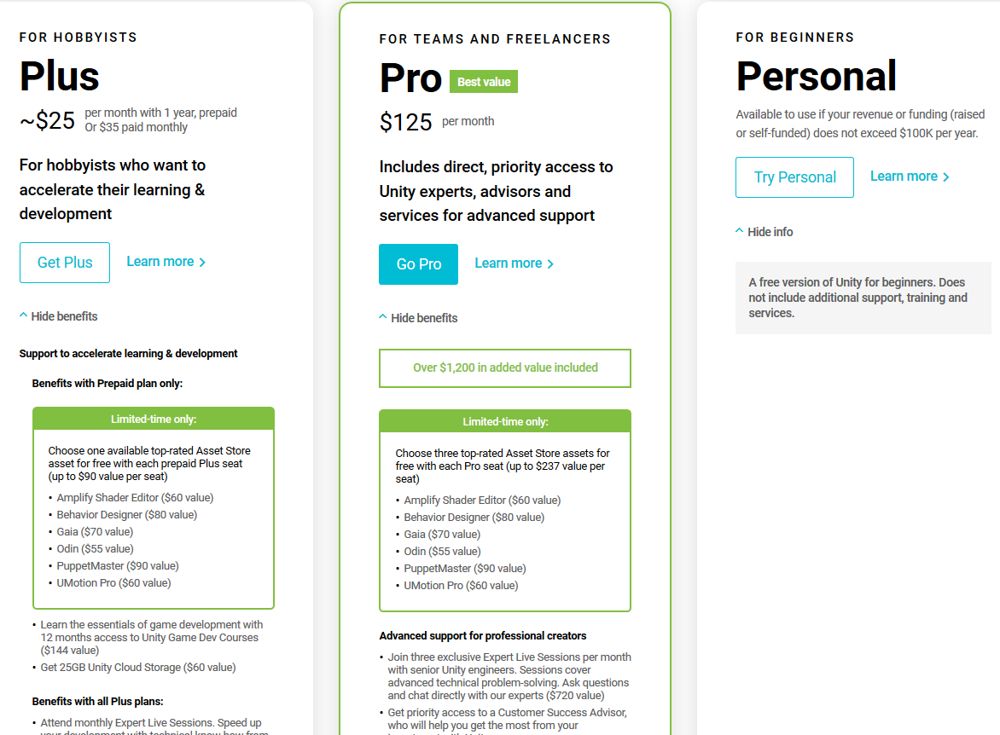 FOR HOBBYISTS
Plus
~$25 per month with 1 year, prepaid
Or $35 paid monthly
For hobbyists who want to
accelerate their learning &
development
Get Plus
Learn more
Hide benefits
Support to accelerate learning & development
Benefits with Prepaid plan only:
Limited-time only:
Choose one available top-rated Asset Store
asset for free with each prepaid Plus seat
(up to $90 value per seat)
• Amplify Shader Editor ($60 value)
• Behavior Designer ($80 value)
• Gaia ($70 value)
• Odin ($55 value)
• PuppetMaster ($90 value)
• UMotion Pro ($60 value)
• Learn the essentials of game development with
12 months access to Unity Game Dev Courses
($144 value)
• Get 25GB Unity Cloud Storage ($60 value)
Benefits with all Plus plans:
• Attend monthly Expert Live Sessions. Speed up
your development with technical know how from
FOR TEAMS AND FREELANCERS
Pro
Best value
$125 per month
Includes direct, priority access to
Unity experts, advisors and
services for advanced support
Go Pro
Learn more
Hide benefits
Over $1,200 in added value included
Limited-time only:
Choose three top-rated Asset Store assets for
free with each Pro seat (up to $237 value per
seat)
• Amplify Shader Editor ($60 value)
• Behavior Designer ($80 value)
• Gaia ($70 value)
• Odin ($55 value)
• PuppetMaster ($90 value)
• UMotion Pro ($60 value)
Advanced support for professional creators
• Join three exclusive Expert Live Sessions per month
with senior Unity engineers. Sessions cover
advanced technical problem-solving. Ask questions
and chat directly with our experts ($720 value)
• Get priority access to a Customer Success Advisor,
who will help you get the most from your
FOR BEGINNERS
Personal
Available to use if your revenue or funding (raised
or self-funded) does not exceed $100K per year.
Try Personal
Learn more
Hide info
A free version of Unity for beginners. Does
not include additional support, training and
services.